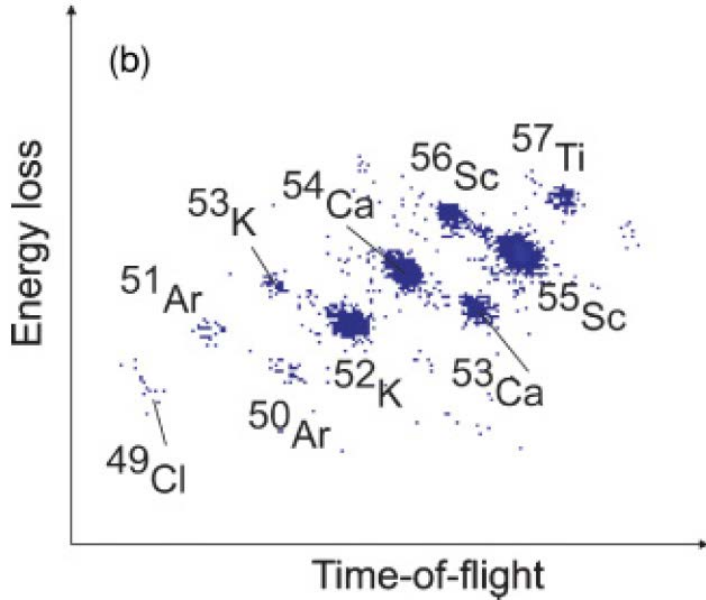 (b)
57Ti
56Sc
54Ca
53K
51Ar
55Sc
53Ca
52K
50Ar
49Cl
Energy loss
Time-of-flight